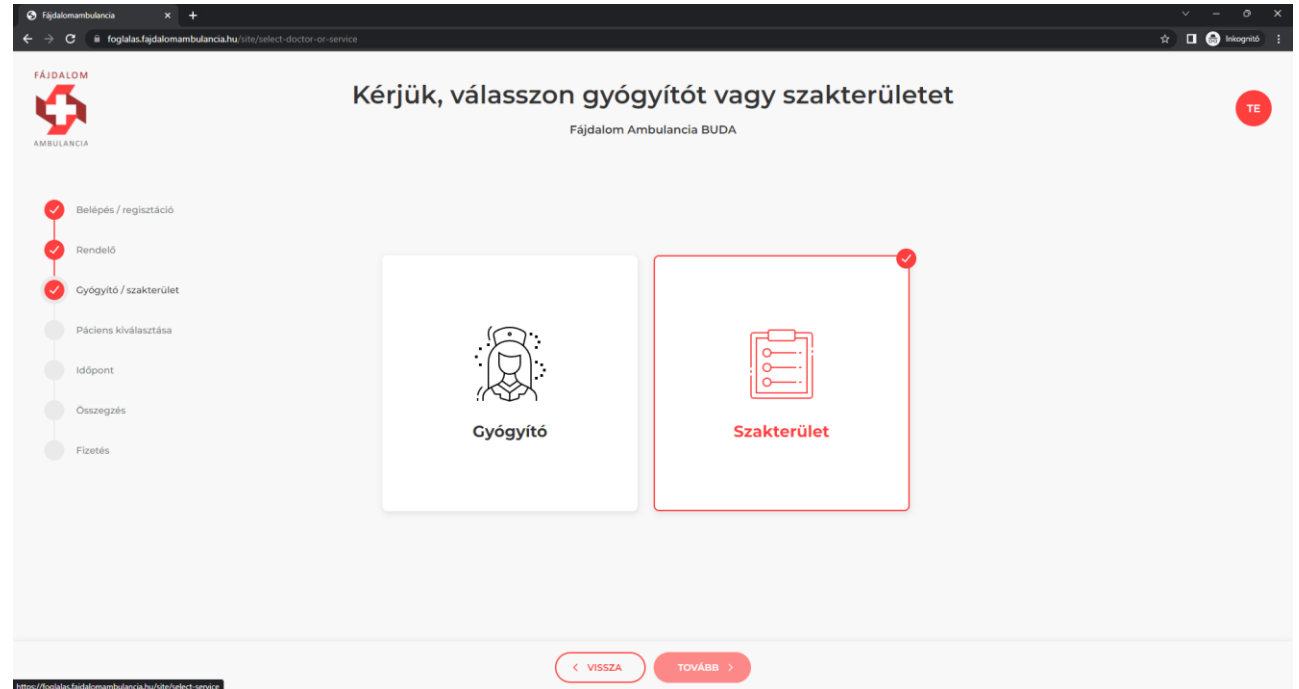 Fájdalomambulancia
foglalas.fajdalomambulancia.hu/site/select-doctor-or-service
Inkognitó
FÁJDALOM
AMBULANCIA
Kérjük, válasszon gyógyítót vagy szakterületet
Fájdalom Ambulancia BUDA
TE
Belépés / regisztáció
Rendelő
Gyógyító / szakterület
Páciens kiválasztása
Időpont
Összegzés
Fizetés
Gyógyító
Szakterület
VISSZA
TOVÁBB
https://foglalas.fajdalomambulancia.hu/site/select-service